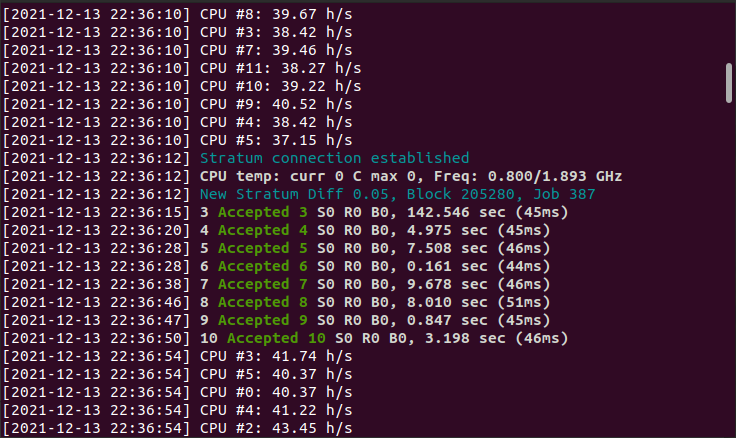 [2021-12-13 22:36:10] CPU #8: 39.67 h/s
[2021-12-13 22:36:10] CPU #3: 38.42 h/s
[2021-12-13 22:36:10] CPU #7: 39.46 h/s
[2021-12-13 22:36:10] CPU #11: 38.27 h/s
[2021-12-13 22:36:10] CPU #10: 39.22 h/s
[2021-12-13 22:36:10] CPU #9: 40.52 h/s
[2021-12-13 22:36:10] CPU #4: 38.42 h/s
[2021-12-13 22:36:10] CPU #5: 37.15 h/s
[2021-12-13 22:36:12] Stratum connection established
[2021-12-13 22:36:12] CPU temp: curr 0 C max 0, Freq: 0.800/1.893 GHz
[2021-12-13 22:36:12] New Stratum Diff 0.05, Block 205280, Job 387
[2021-12-13 22:36:15] 3 Accepted 3 S0 R0 B0, 142.546 sec (45ms)
[2021-12-13 22:36:20] 4 Accepted 4 S0 R0 B0, 4.975 sec (45ms)
[2021-12-13 22:36:28] 5 Accepted 5 S0 R0 B0, 7.508 sec (46ms)
[2021-12-13 22:36:28] 6 Accepted 6 S0 R0 B0, 0.161 sec (44ms)
[2021-12-13 22:36:38] 7 Accepted 7 S0 R0 B0, 9.678 sec (46ms)
[2021-12-13 22:36:46] 8 Accepted 8 S0 R0 B0, 8.010 sec (51ms)
[2021-12-13 22:36:47] 9 Accepted 9 S0 R0 B0, 0.847 sec (45ms)
[2021-12-13 22:36:50] 10 Accepted 10 S0 R0 B0, 3.198 sec (46ms)
[2021-12-13 22:36:54] CPU #3: 41.74 h/s
[2021-12-13 22:36:54] CPU #5: 40.37 h/s
[2021-12-13 22:36:54] CPU #0: 40.37 h/s
[2021-12-13 22:36:54] CPU #4: 41.22 h/s
[2021-12-13 22:36:54] CPU #2: 43.45 h/s